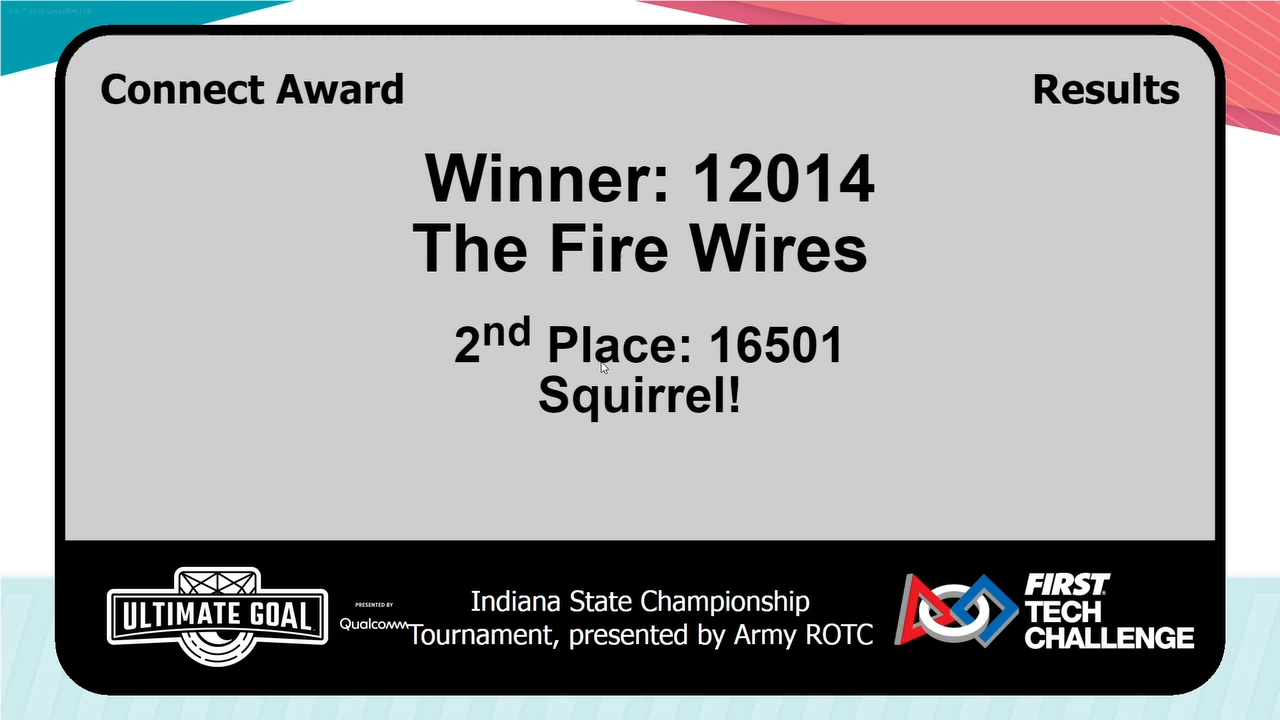 Connect Award
Results
Winner: 12014
The Fire Wires
2nd Place: 16501
Squirrel!
ULTIMATE GOAL
PRESENTED BY
Qualcomm
Indiana State Championship
Tournament, presented by Army ROTC
FIRST
TECH
CHALLENGE